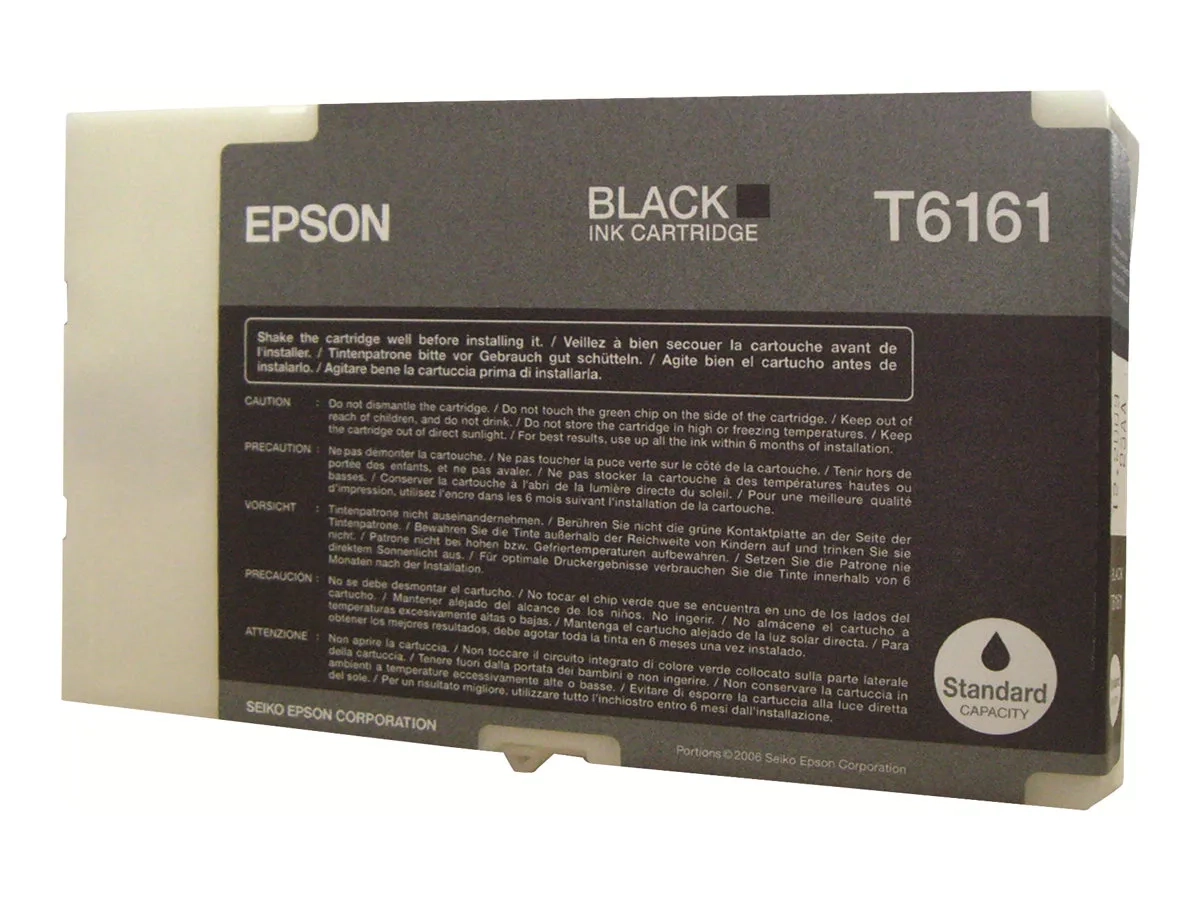 EPSON
BLACK
INK CARTRIDGE
T6161
Shake the cartridge well before installing it. / Veillez à bien secouer la cartouche avant de
l'installer. / Tintenpatrone bitte vor Gebrauch gut schütteln. / Agite bien el cartucho antes de
instalarlo. / Agitare bene la cartuccia prima di installarla.
CAUTION : Do not dismantle the cartridge. / Do not touch the green chip on the side of the cartridge. / Keep out of
reach of children, and do not drink. / Do not store the cartridge in high or freezing temperatures. / Keep
the cartridge out of direct sunlight. / For best results, use up all the ink within 6 months of installation.
PRECAUTION : Ne pas démonter la cartouche. / Ne pas toucher la puce verte sur le côté de la cartouche. / Tenir hors de
portée des enfants, et ne pas avaler. / Ne pas stocker la cartouche à des températures hautes ou
basses. / Conserver la cartouche à l'abri de la lumière directe du soleil. / Pour une meilleure qualité
d'impression, utilisez l'encre dans les 6 mois suivant l'installation de la cartouche.
VORSICHT : Tintenpatrone nicht auseinandernehmen. / Berühren Sie nicht die grüne Kontaktplatte an der Seite der
Tintenpatrone. / Bewahren Sie die Tinte außerhalb der Reichweite von Kindern auf und trinken Sie sie
nicht. / Patrone nicht bei hohen bzw. Gefriertemperaturen aufbewahren. / Setzen Sie die Patrone nie
direktem Sonnenlicht aus. / Für optimale Druckergebnisse verbrauchen Sie die Tinte innerhalb von 6
Monaten nach der Installation.
PRECAUCIÓN : No se debe desmontar el cartucho. / No tocar el chip verde que se encuentra en uno de los lados del
cartucho. / Mantener alejado del alcance de los niños. No ingerir. / No almácene el cartucho a
temperaturas excesivamente altas o bajas. / Mantenga el cartucho alejado de la luz solar directa. / Para
obtener los mejores resultados, debe agotar toda la tinta en 6 meses una vez instalado.
ATTENZIONE : Non aprire la cartuccia. / Non toccare il circuito integrato di colore verde collocato sulla parte laterale
della cartuccia. / Tenere fuori dalla portata dei bambini e non ingerire. / Non conservare la cartuccia in
ambienti a temperature eccessivamente alte o basse. / Evitare di esporre la cartuccia alla luce diretta
del sole. / Per un risultato migliore, utilizzare tutto l'inchiostro entro 6 mesi dall'installazione.
Standard
CAPACITY
SEIKO EPSON CORPORATION
Portions©2006 Seiko Epson Corporation
BLACK
T6161